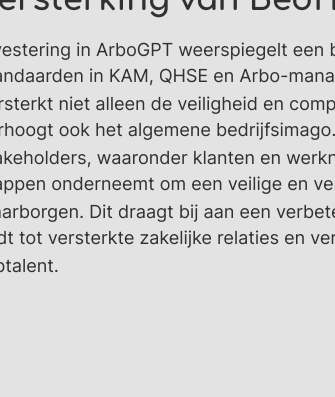 ersterking van
vestering in ArboGPT weerspiegelt een b
andaarden in KAM, QHSE en Arbo-mana
rsterkt niet alleen de veiligheid en comp
rhoogt ook het algemene bedrijfsimago.
akeholders, waaronder klanten en werkn
appen onderneemt om een veilige en ve
aarborgen. Dit draagt bij aan een verbete
dt tot versterkte zakelijke relaties en ver
ptalent.